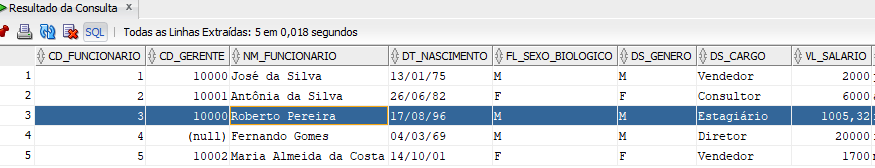 Resultado da Consulta x
SQL | Todas as Linhas Extraídas: 5 em 0,018 segundos
CD_FUNCIONARIO CD_GERENTE NM_FUNCIONARIO DT_NASCIMENTO FL_SEXO_BIOLOGICO DS_GENERO DS_CARGO VL_SALARIO
1 1 10000 José da Silva 13/01/75 M M Vendedor 2000
2 2 10001 Antônia da Silva 26/06/82 F F Consultor 6000
3 3 10000 Roberto Pereira 17/08/96 M M Estagiário 1005,32
4 4 (null) Fernando Gomes 04/03/69 M M Diretor 20000
5 5 10002 Maria Almeida da Costa 14/10/01 F F Vendedor 1700